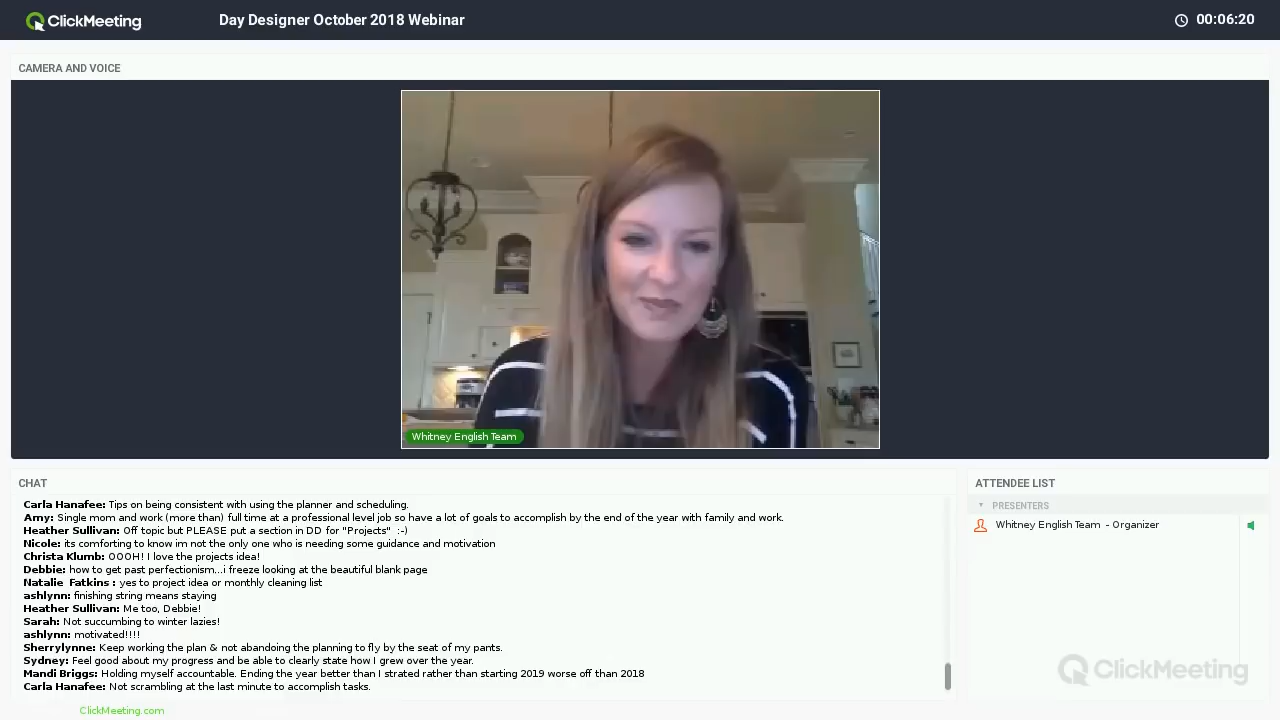 ClickMeeting
Day Designer October 2018 Webinar
00:06:20
CAMERA AND VOICE
Whitney English Team
CHAT
Carla Hanafee: Tips on being consistent with using the planner and scheduling.
Amy: Single mom and work (more than) full time at a professional level job so have a lot of goals to accomplish by the end of the year with family and work.
Heather Sullivan: Off topic but PLEASE put a section in DD for "Projects" :-)
Nicole: its comforting to know im not the only one who is needing some guidance and motivation
Christa Klumb: OOOH! I love the projects idea!
Debbie: how to get past perfectionism...i freeze looking at the beautiful blank page
Natalie Fatkins : yes to project idea or monthly cleaning list
ashlynn: finishing string means staying
Heather Sullivan: Me too, Debbie!
Sarah: Not succumbing to winter lazies!
ashlynn: motivated!!!!
Sherrylynne: Keep working the plan & not abandoing the planning to fly by the seat of my pants.
Sydney: Feel good about my progress and be able to clearly state how I grew over the year.
Mandi Briggs: Holding myself accountable. Ending the year better than I strated rather than starting 2019 worse off than 2018
Carla Hanafee: Not scrambling at the last minute to accomplish tasks.
ATTENDEE LIST
PRESENTERS
Whitney English Team - Organizer
ClickMeeting
ClickMeeting.com